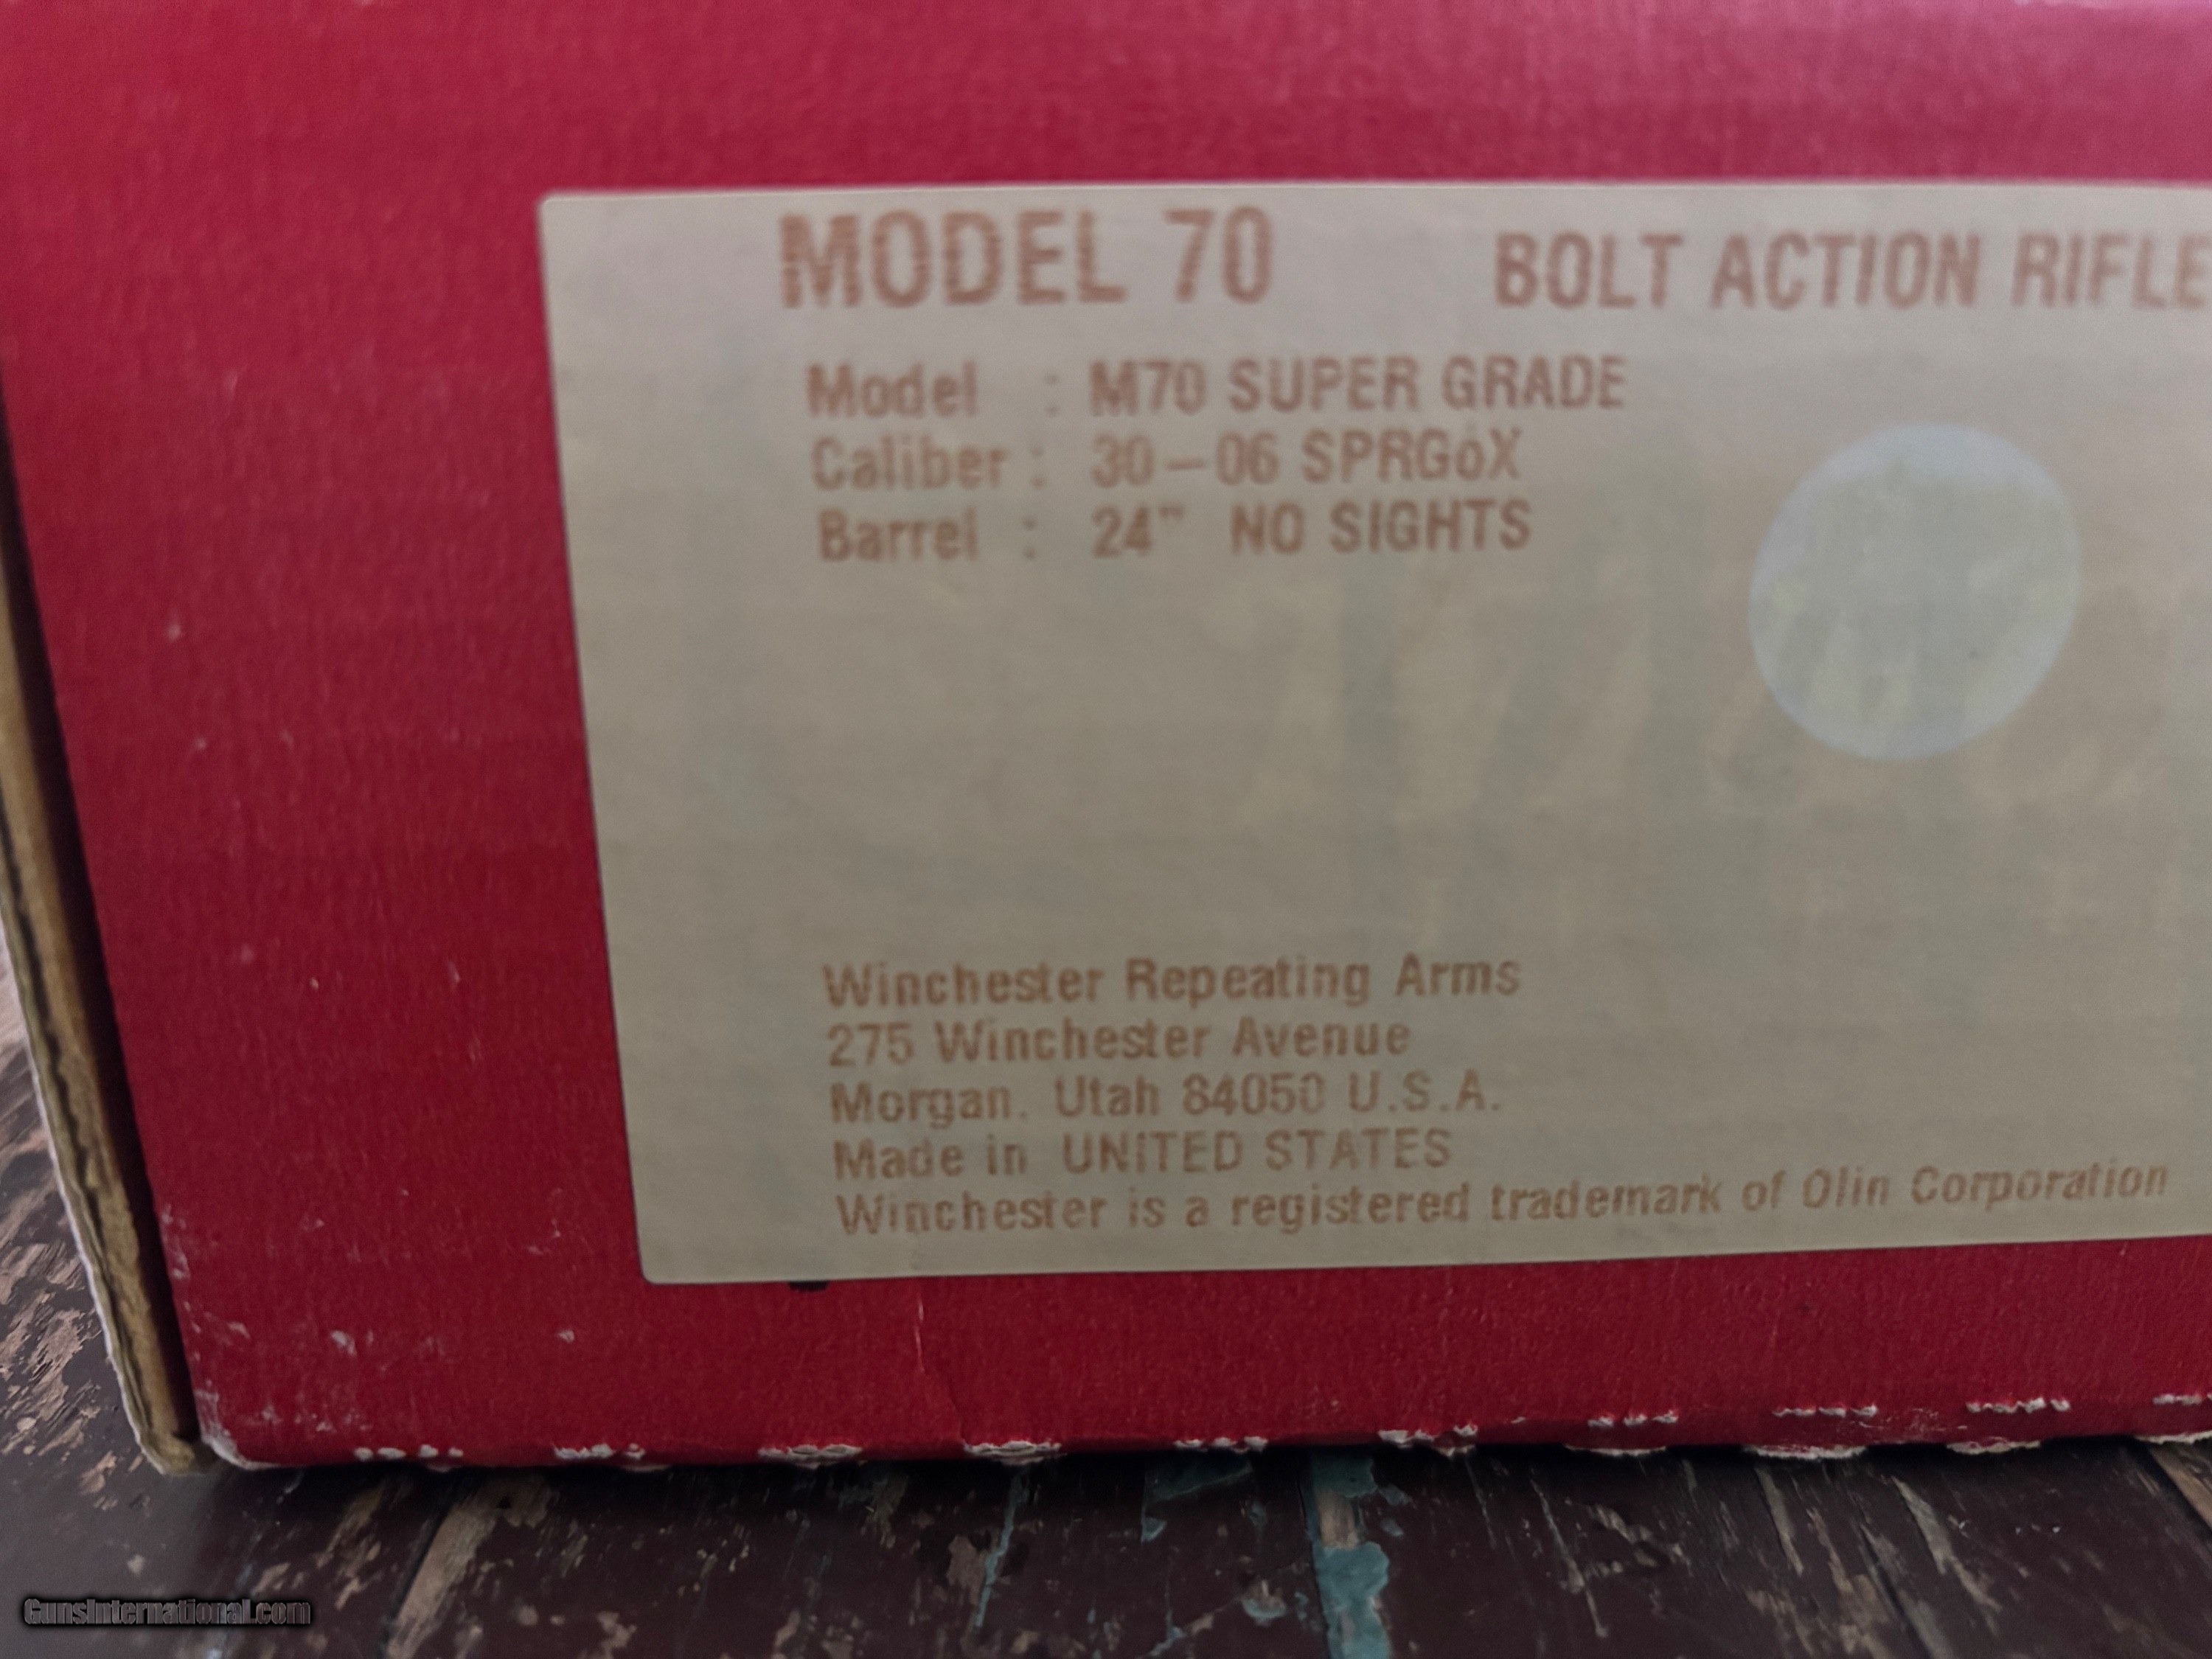 MODEL 70 BOLT ACTION RIFLE
Model : M70 SUPER GRADE
Caliber : 30-06 SPRGòX
Barrel : 24" NO SIGHTS
Winchester Repeating Arms
275 Winchester Avenue
Morgan, Utah 84050 U.S.A.
Made in UNITED STATES
Winchester is a registered trademark of Olin Corporation
GunsInternational.com